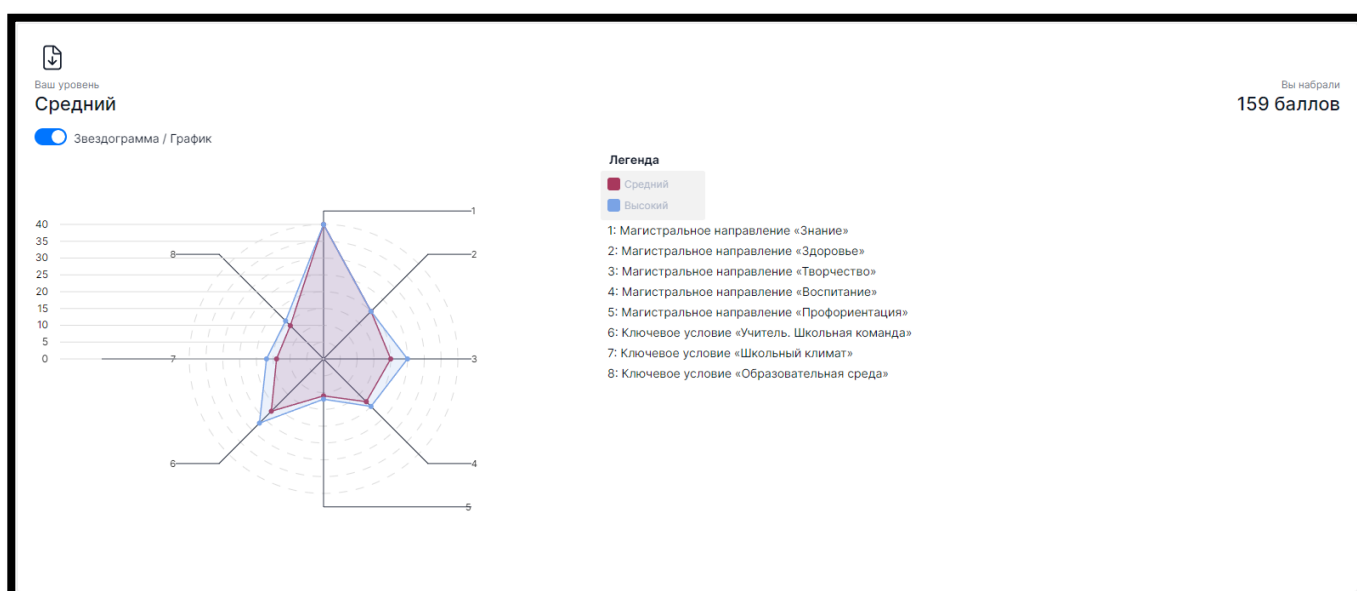 Ваш уровень
Средний
Вы набрали
159 баллов
Звездограмма / График
40
35
30
25
20
15
10
5
0
1
2
3
4
5
6
7
8
Легенда
Средний
Высокий
1: Магистральное направление «Знание»
2: Магистральное направление «Здоровье»
3: Магистральное направление «Творчество»
4: Магистральное направление «Воспитание»
5: Магистральное направление «Профориентация»
6: Ключевое условие «Учитель. Школьная команда»
7: Ключевое условие «Школьный климат»
8: Ключевое условие «Образовательная среда»